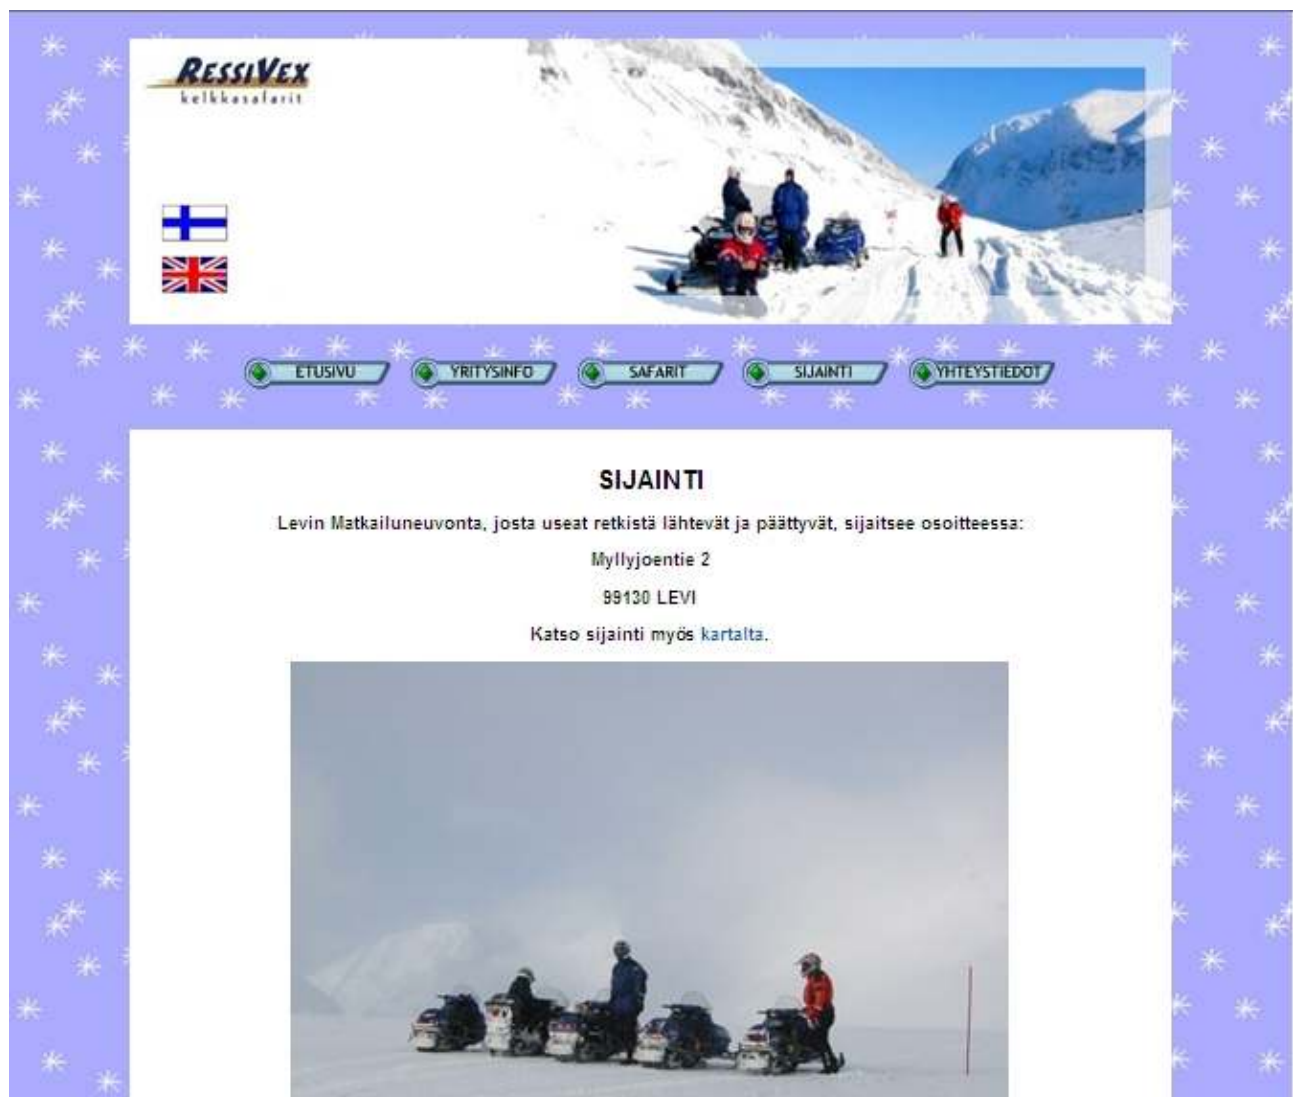 RESSIVEX
kelkkasafarit
ETUSIVU YRITYSINFO SAFARIT SIJAINTI YHTEYSTIEDOT
SIJAINTI
Levin Matkailuneuvonta, josta useat retkistä lähtevät ja päättyvät, sijaitsee osoitteessa:
Myllyjoentie 2
99130 LEVI
Katso sijainti myös kartalta.